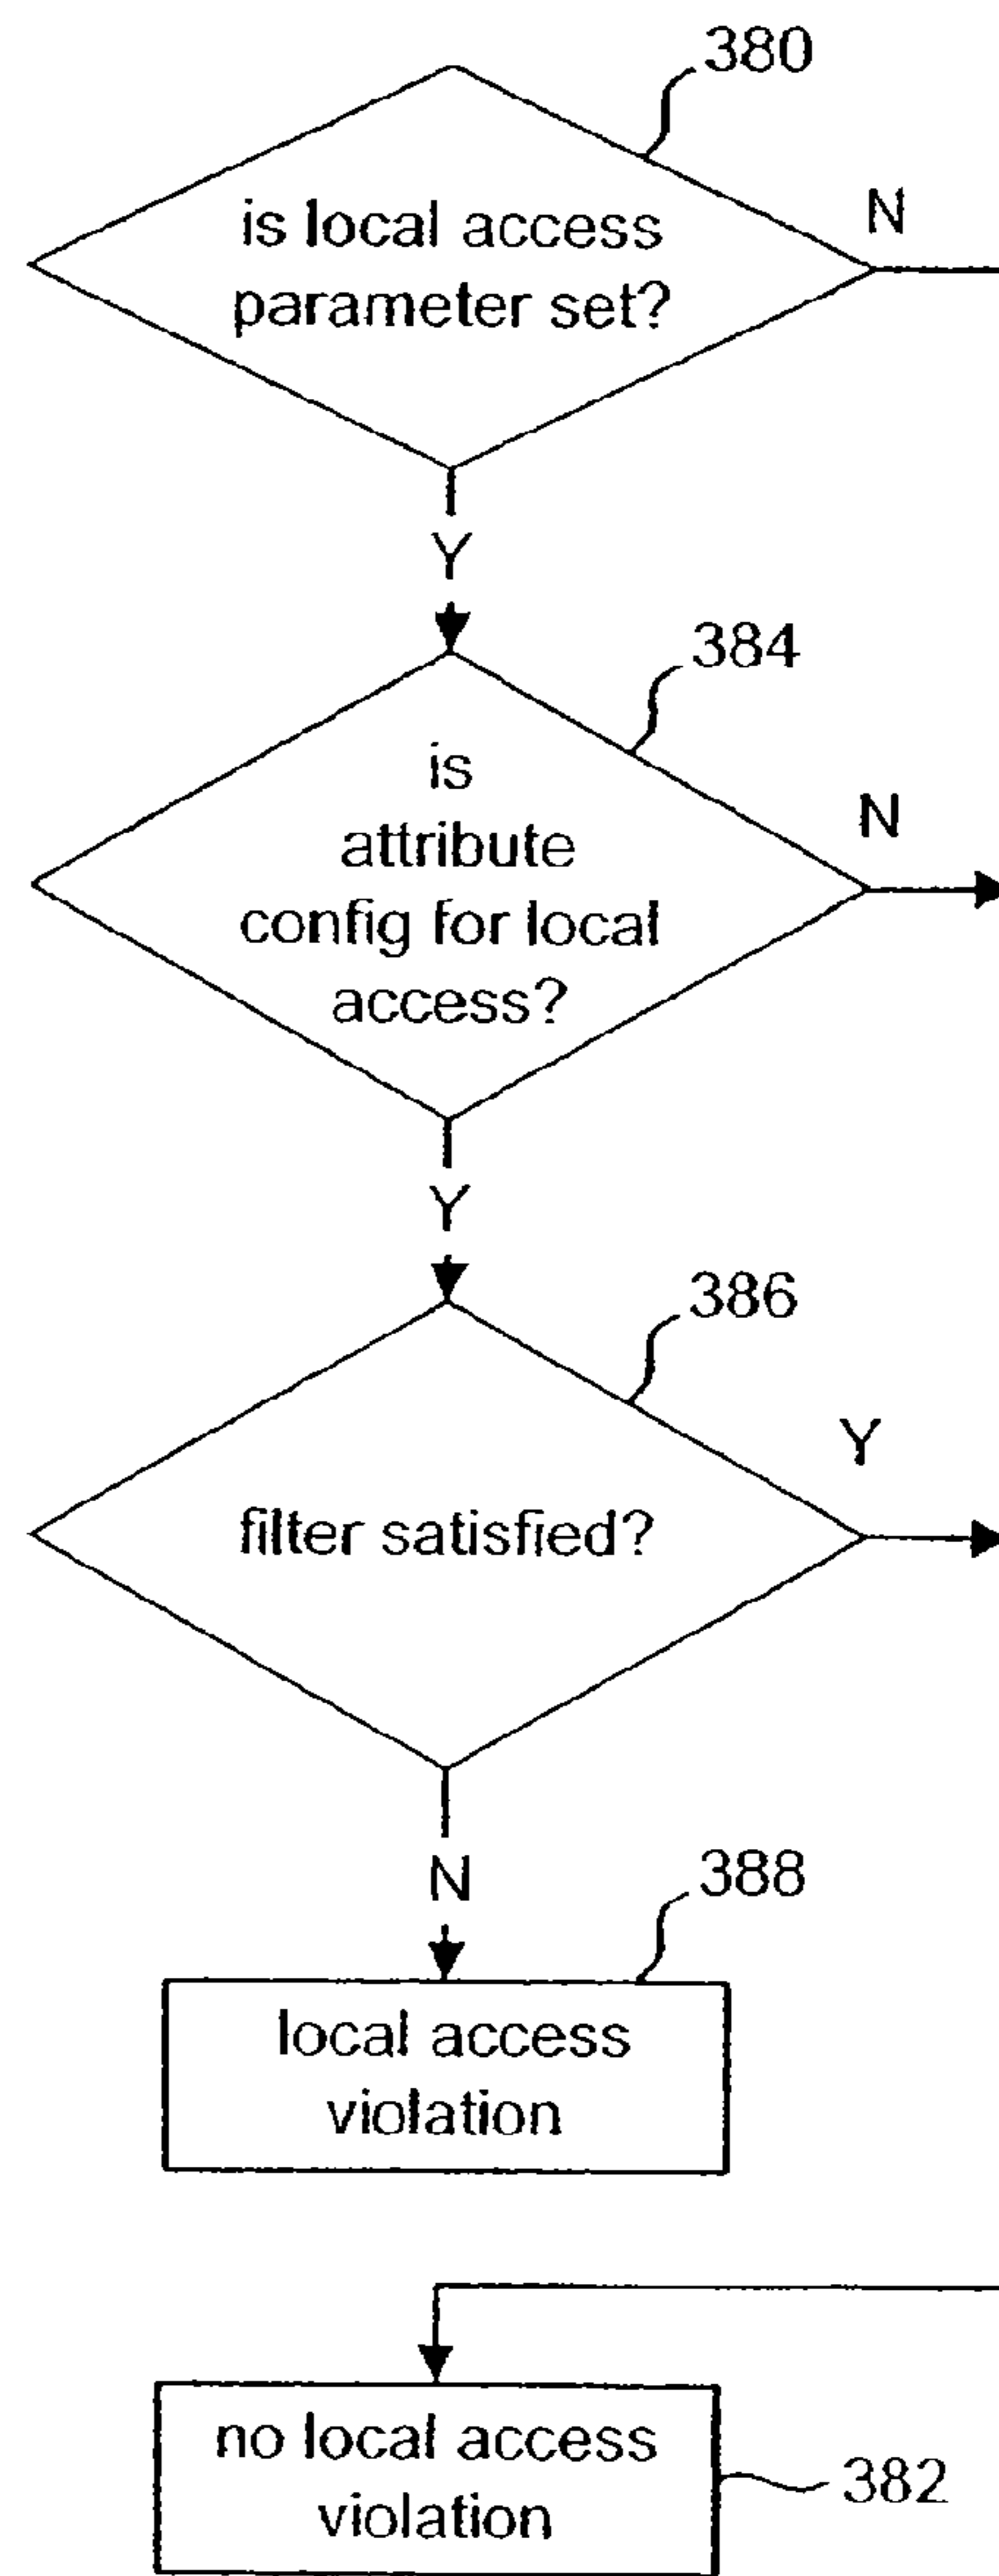 380
is local access
parameter set?
N
Y
384
is
attribute
config for local
access?
N
Y
386
filter satisfied?
Y
N
388
local access
violation
no local access
violation
382